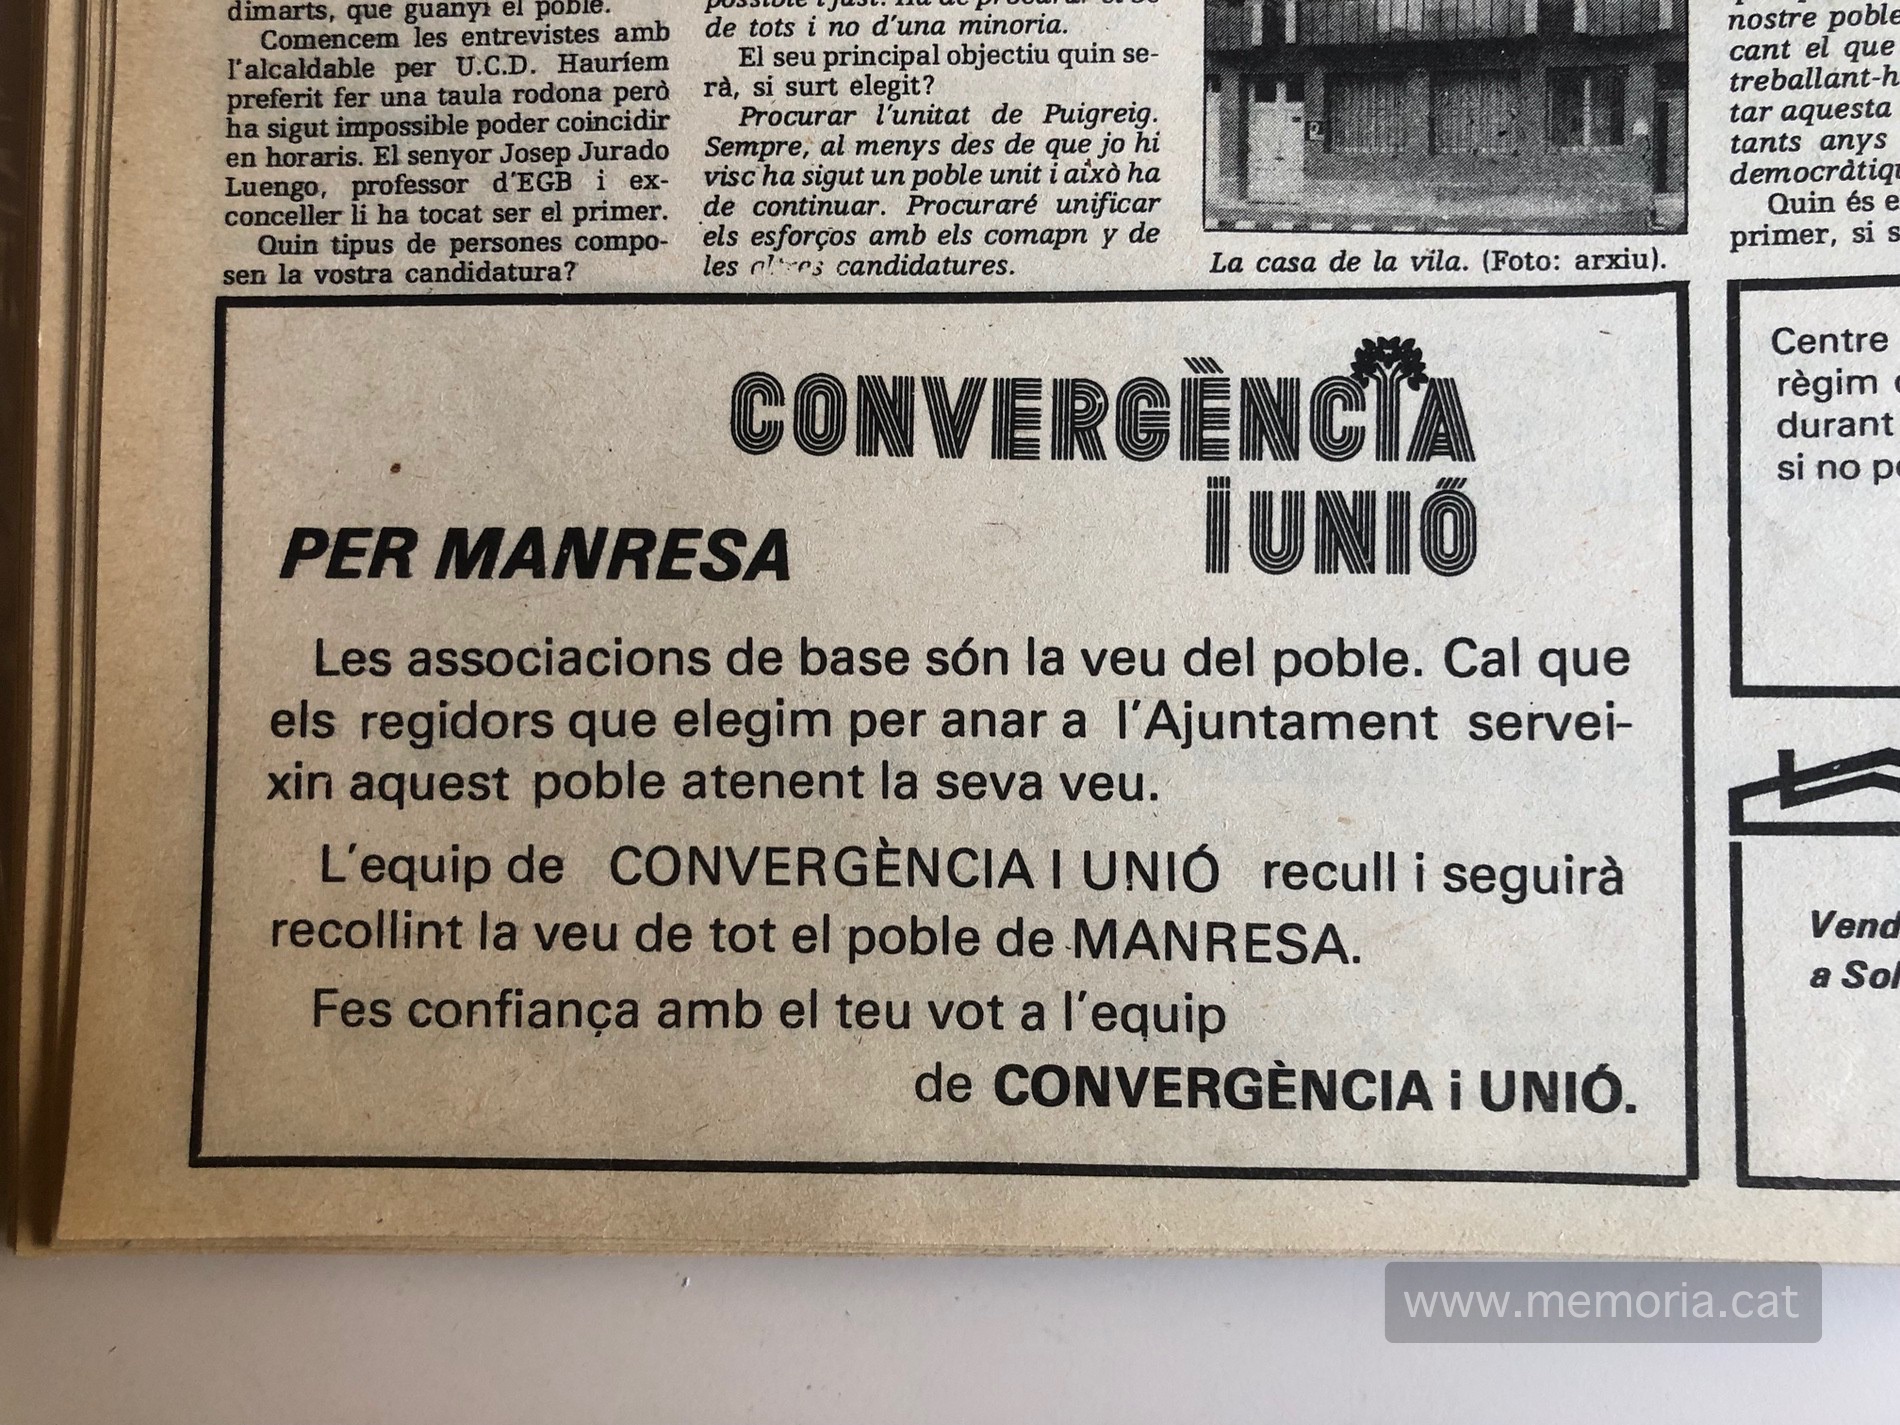 dimarts, que guanyi el poble.
Comencem les entrevistes amb
l'alcaldable per U.C.D. Hauríem
preferit fer una taula rodona però
ha sigut impossible poder coincidir
en horaris. El senyor Josep Jurado
Luengo, professor d'EGB i ex-
conceller li ha tocat ser el primer.
Quin tipus de persones compo-
sen la vostra candidatura?
de tots i no d'una minoria.
El seu principal objectiu quin se-
rà, si surt elegit?
Procurar l'unitat de Puigreig.
Sempre, al menys des de que jo hi
visc ha sigut un poble unit i això ha
de continuar. Procuraré unificar
els esforços amb els comapn y de
les candidatures.
La casa de la vila. (Foto: arxiu).
nostre poble
cant el que
treballant-h
tar aquesta
tants anys
democràtiqu
Quin és e
primer, si s
CONVERGÈNCIA
i UNIÓ
PER MANRESA
Les associacions de base són la veu del poble. Cal que
els regidors que elegim per anar a l'Ajuntament servei-
xin aquest poble atenent la seva veu.
L'equip de CONVERGÈNCIA I UNIÓ recull i seguirà
recollint la veu de tot el poble de MANRESA.
Fes confiança amb el teu vot a l'equip
de CONVERGÈNCIA i UNIÓ.
Centre
règim
durant
si no p
Vend
a Sol
www.memoria.cat